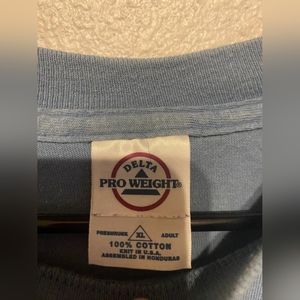 DELTA
PRO WEIGHT®
PRESHRUNK XL ADULT
100% COTTON
KNIT IN U.S.A.
ASSEMBLED IN HONDURAS